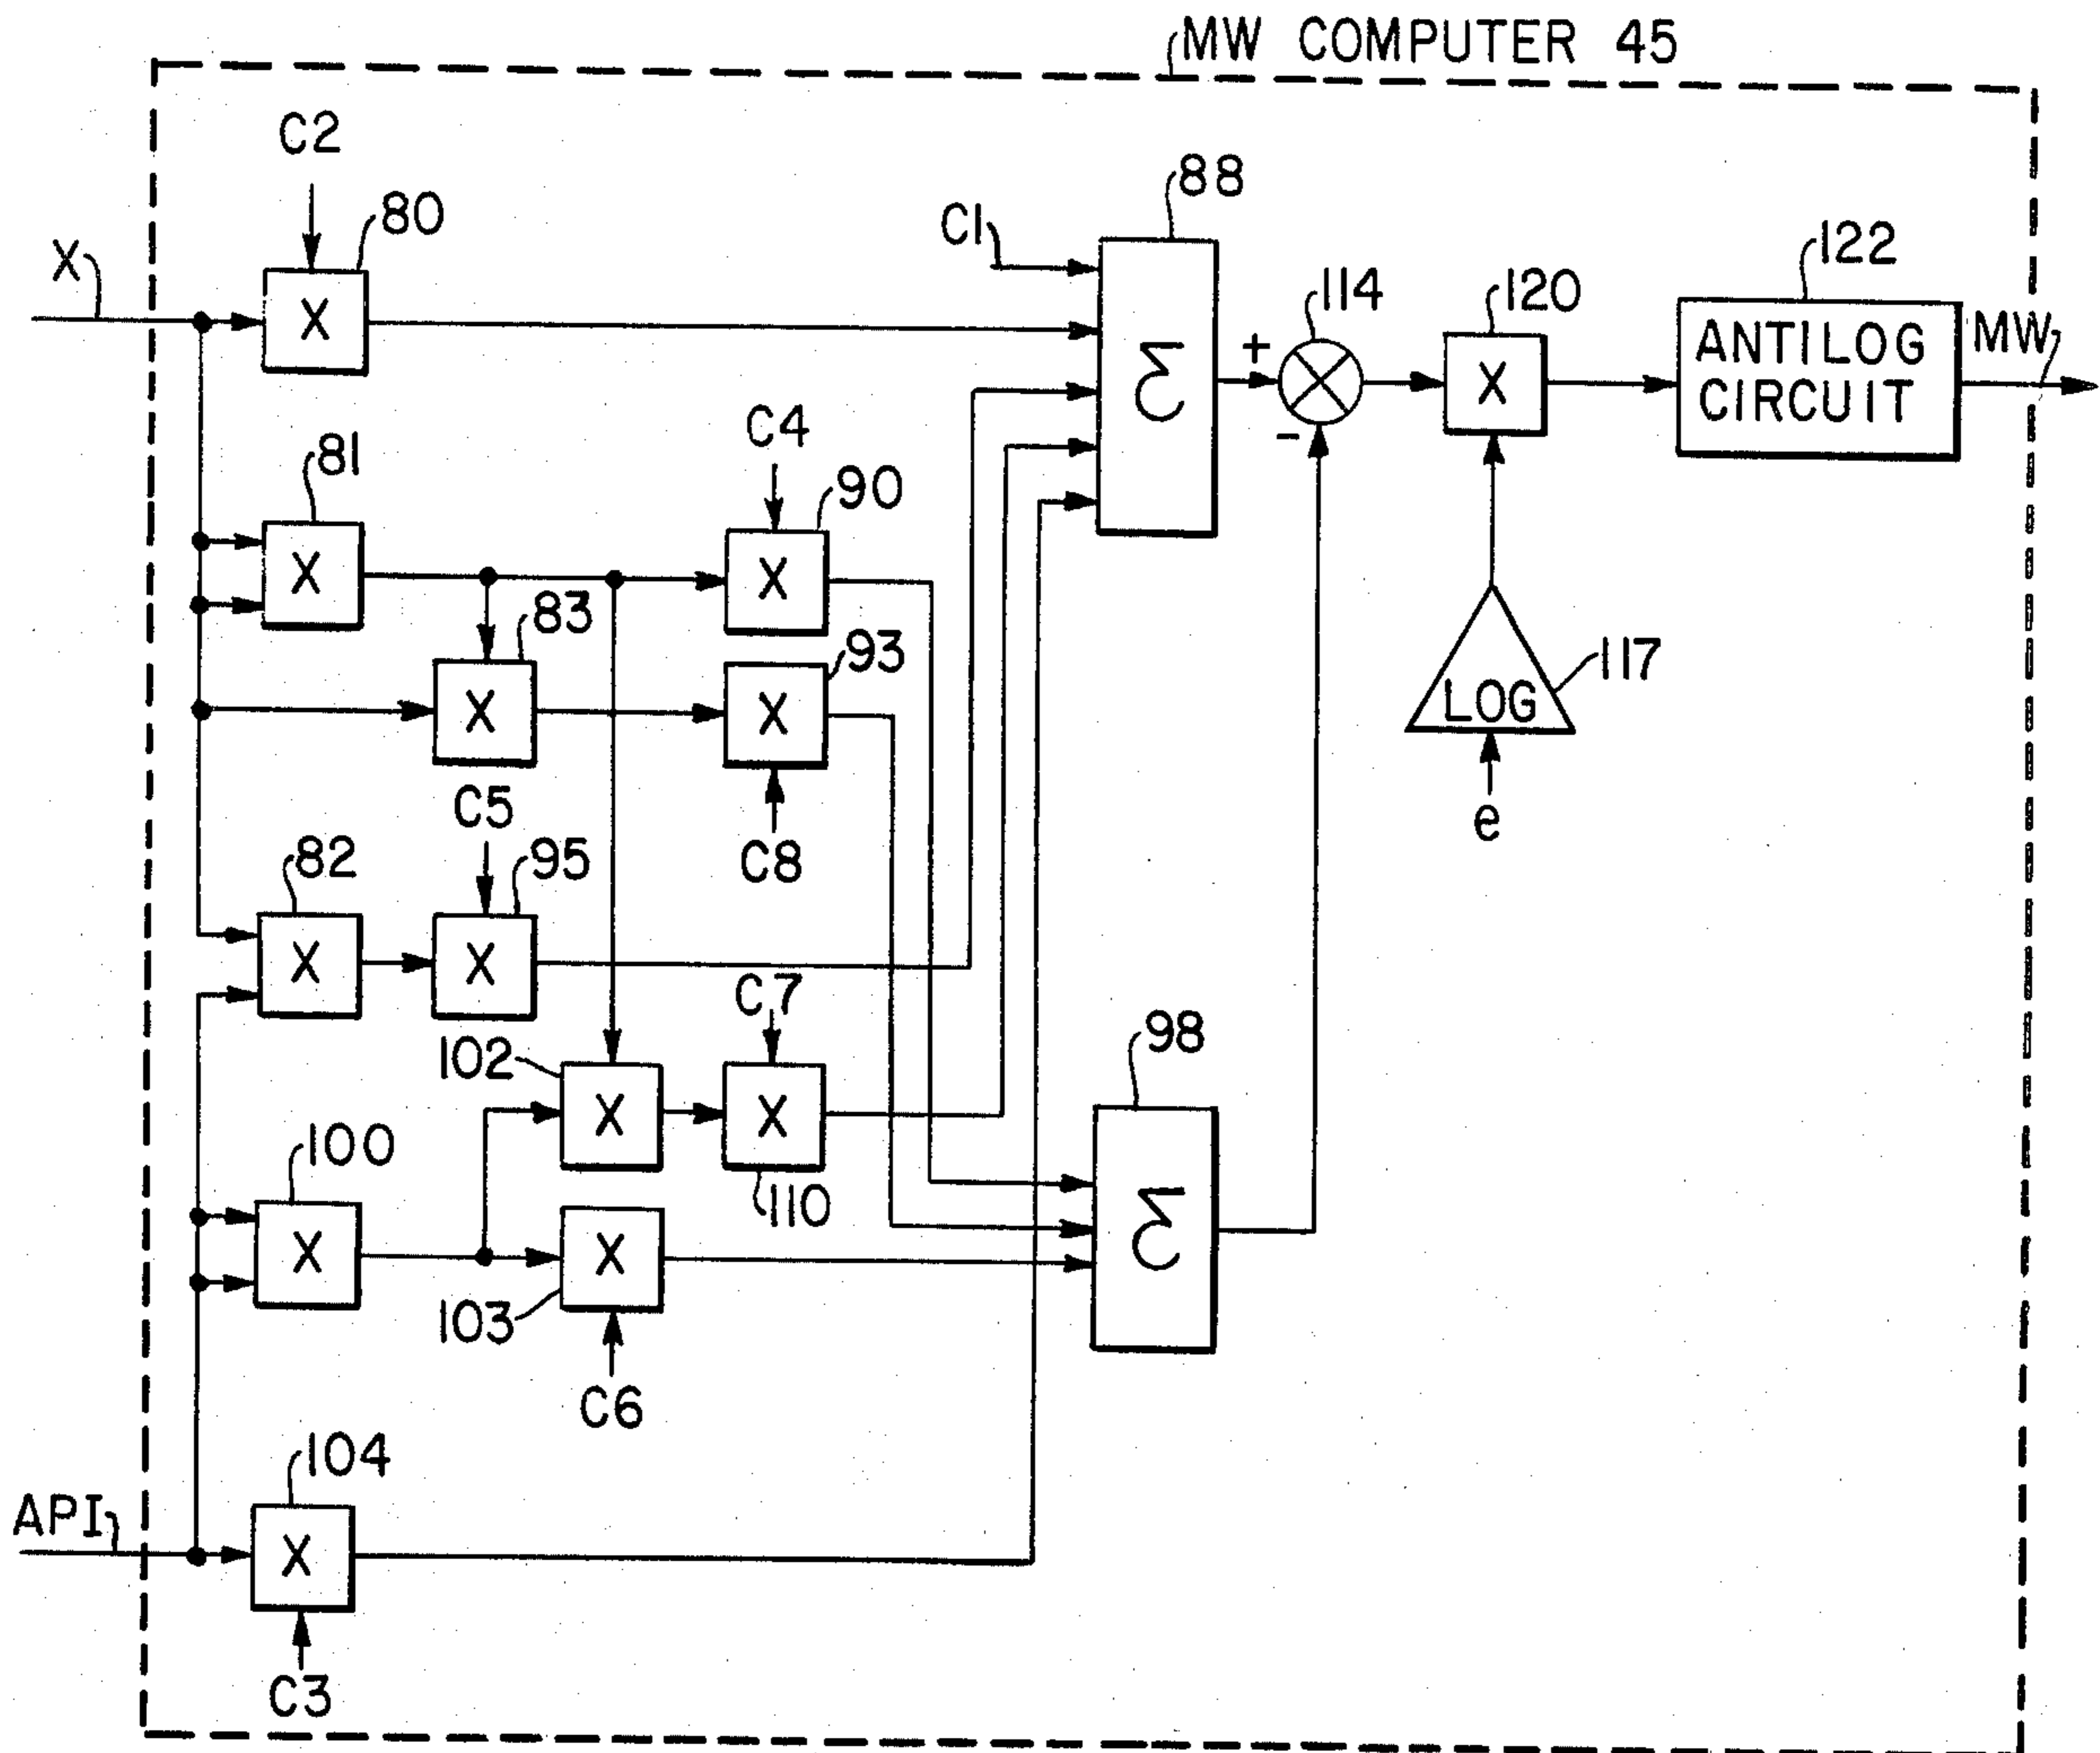 MW COMPUTER 45
C2
80
X
X
C1
88
Σ
+
-
114
120
X
122
ANTILOG
CIRCUIT
MW
81
X
C4
90
X
83
X
93
X
C8
LOG
117
e
C5
82
X
95
X
C7
102
X
X
110
98
Σ
100
X
X
103
C6
API
104
X
C3